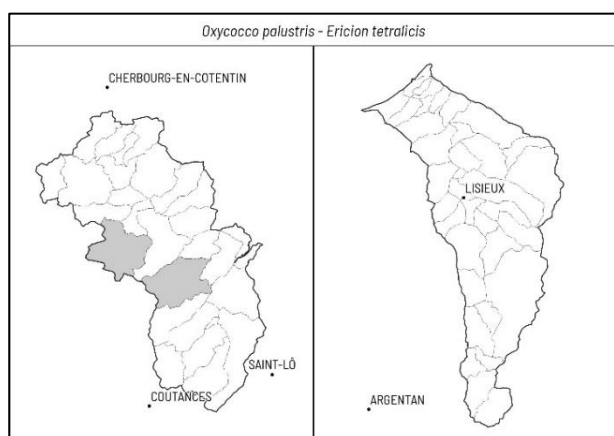 Oxycocco palustris - Ericion tetralicis
CHERBOURG-EN-COTENTIN
LISIEUX
SAINT-LÔ
COUTANCES
ARGENTAN